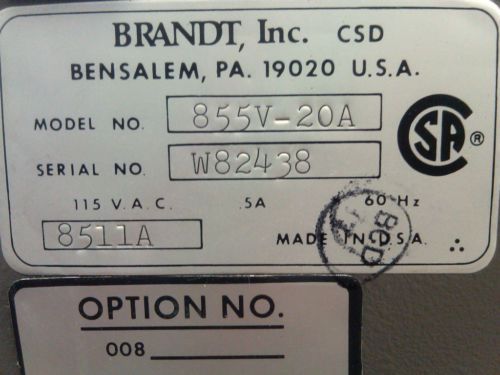 BRANDT, Inc. CSD
BENSALEM, PA. 19020 U.S.A.
MODEL NO. 855V-20A
SERIAL NO. W82438
SA ®
115 V.A.C. .5A 60 Hz
8511A MADE IN U.S.A.
OPTION NO.
008